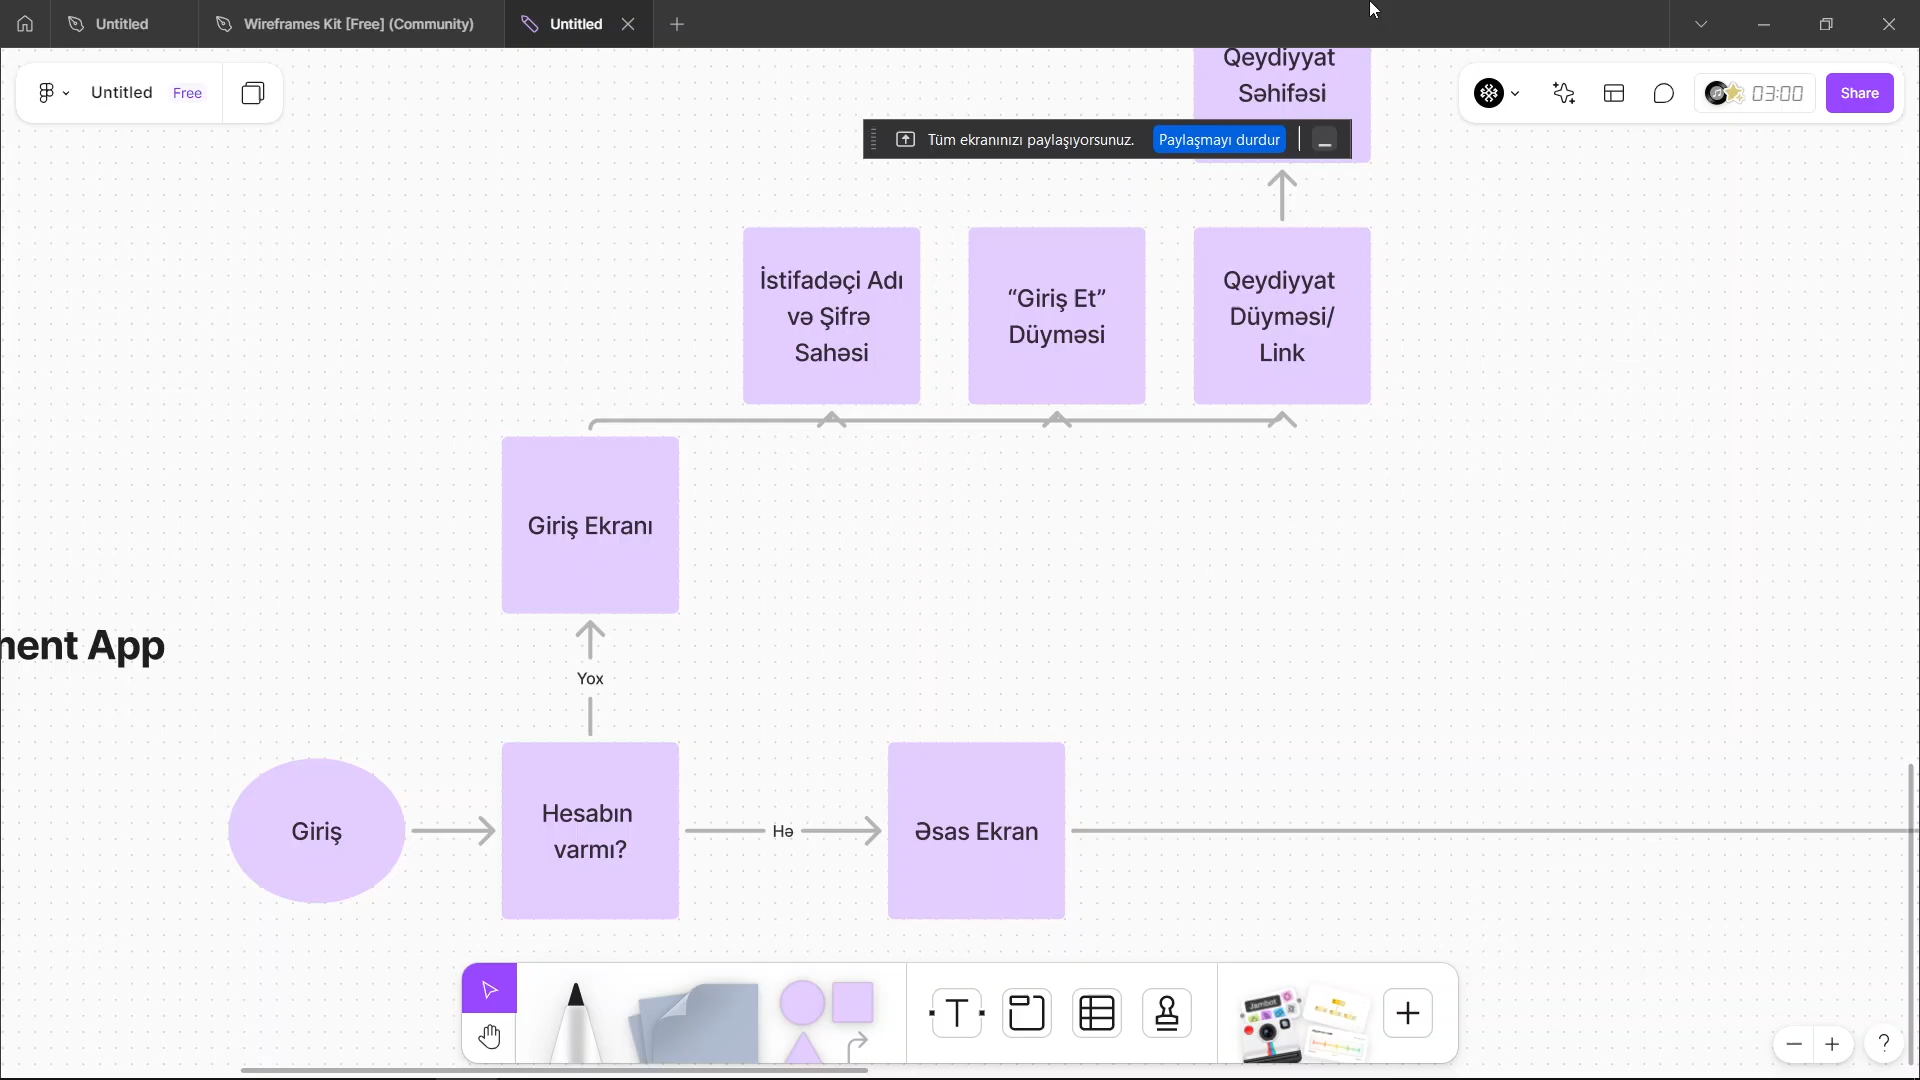 Untitled
Wireframes Kit [Free] (Community)
Untitled
Untitled
Free
03:00
Share
Qeydiyyat
Səhifəsi
Tüm ekranınızı paylaşıyorsunuz.
Paylaşmayı durdur
İstifadəçi Adı
və Şifrə
Sahəsi
“Giriş Et”
Düyməsi
Qeydiyyat
Düyməsi/
Link
Giriş Ekranı
ment App
Yox
Giriş
Hesabın
varmı?
Hə
Əsas Ekran
T
Jambot
?